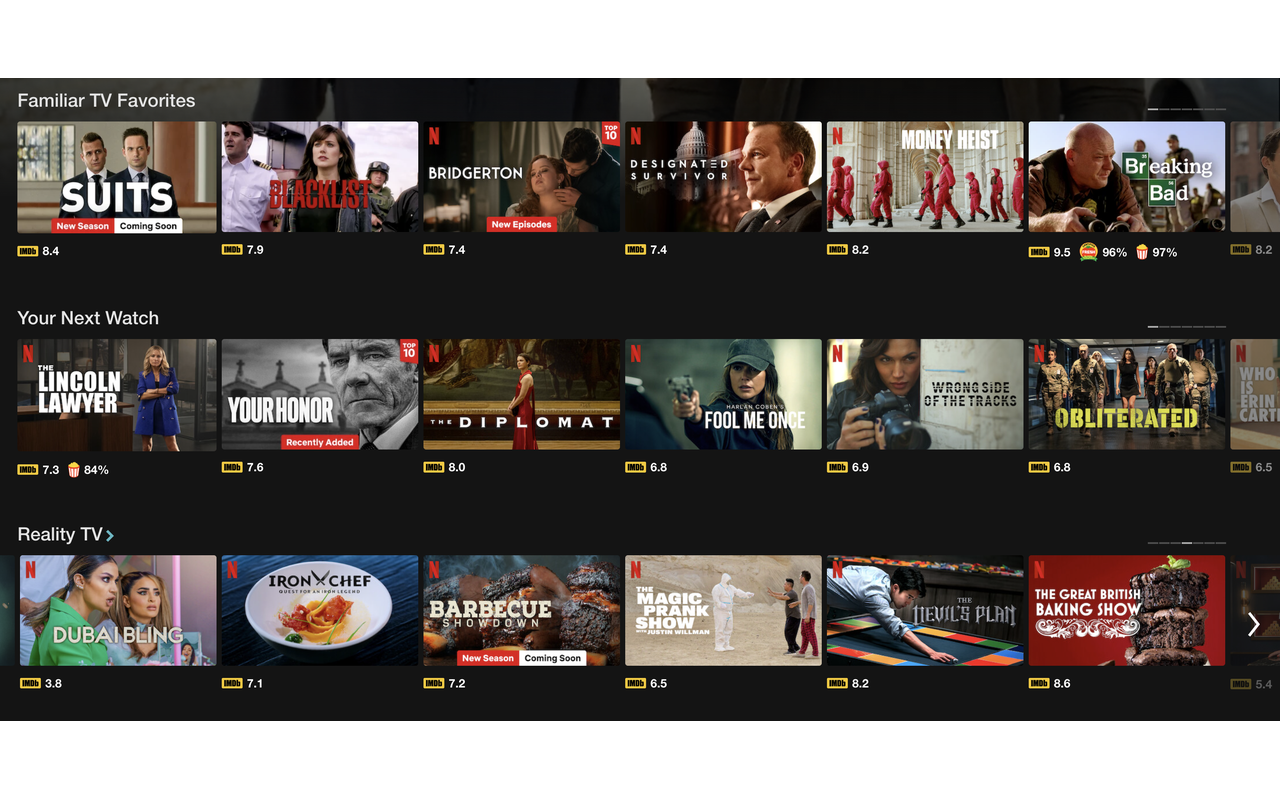 Familiar TV Favorites
SUITS
New Season Coming Soon
BLACKLIST
N
BRIDGERTON
TOP
10
New Episodes
N
DESIGNATED
SURVIVOR
N
MONEY HEIST
Breaking
Bad
IMDb 8.4
IMDb 7.9
IMDb 7.4
IMDb 7.4
IMDb 8.2
IMDb 9.5 96% 97%
IMDb 8.2
Your Next Watch
N
THE
LINCOLN
LAWYER
TOP
10
YOUR HONOR
Recently Added
N
THE DIPLOMAT
N
HARLAN COBEN'S
FOOL ME ONCE
N
WRONG SIDE
OF THE TRACKS
N
OBLITERATED
N
WHO
IS
ERIN
CART
IMDb 7.3 84%
IMDb 7.6
IMDb 8.0
IMDb 6.8
IMDb 6.9
IMDb 6.8
IMDb 6.5
Reality TV >
N
DUBAI BLING
N
IRON CHEF
QUEST FOR AN IRON LEGEND
N
BARBECUE
SHOWDOWN
New Season Coming Soon
N
THE
MAGIC
PRANK
SHOW
WITH JUSTIN WILLMAN
N
THE
DEVIL'S PLAN
N
THE GREAT BRITISH
BAKING SHOW
N
IMDb 3.8
IMDb 7.1
IMDb 7.2
IMDb 6.5
IMDb 8.2
IMDb 8.6
IMDb 5.4